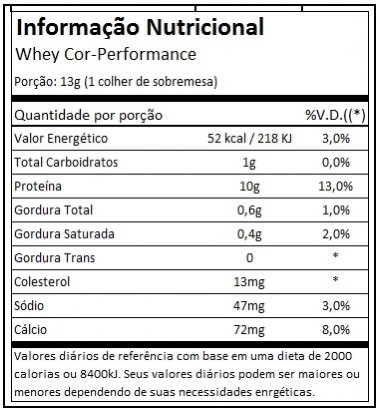 Informação Nutricional
Whey Cor-Performance
Porção: 13g (1 colher de sobremesa)
Quantidade por porção %V.D.((*)
Valor Energético 52 kcal / 218 KJ 3,0%
Total Carboidratos 1g 0,0%
Proteína 10g 13,0%
Gordura Total 0,6g 1,0%
Gordura Saturada 0,4g 2,0%
Gordura Trans 0 *
Colesterol 13mg *
Sódio 47mg 3,0%
Cálcio 72mg 8,0%
Valores diários de referência com base em uma dieta de 2000
calorias ou 8400kJ. Seus valores diários podem ser maiores ou
menores dependendo de suas necessidades enrgéticas.